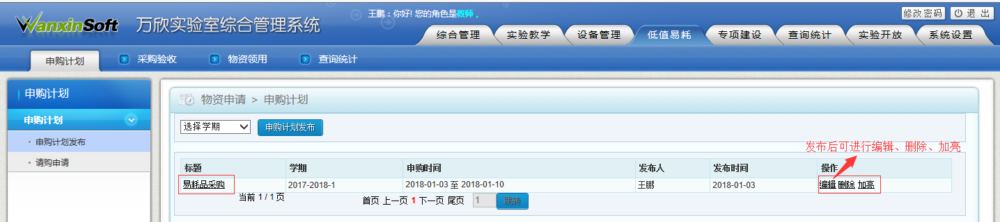 王鹏：你好! 您的角色是教师，
修改密码 退 出
WanxinSoft 万欣实验室综合管理系统
综合管理 实验教学 设备管理 低值易耗 专项建设 查询统计 实验开放 系统设置
申购计划 采购验收 物资领用 查询统计
申购计划
申购计划
· 申购计划发布
· 请购申请
物资申请 > 申购计划
选择学期 申购计划发布
发布后可进行编辑、删除、加亮
标题 学期 申购时间 发布人 发布时间 操作
易耗品采购 2017-2018-1 2018-01-03 至 2018-01-10 王鹏 2018-01-03 编辑 删除 加亮
当前 1 / 1 页 首页 上一页 1 下一页 尾页 1 跳转